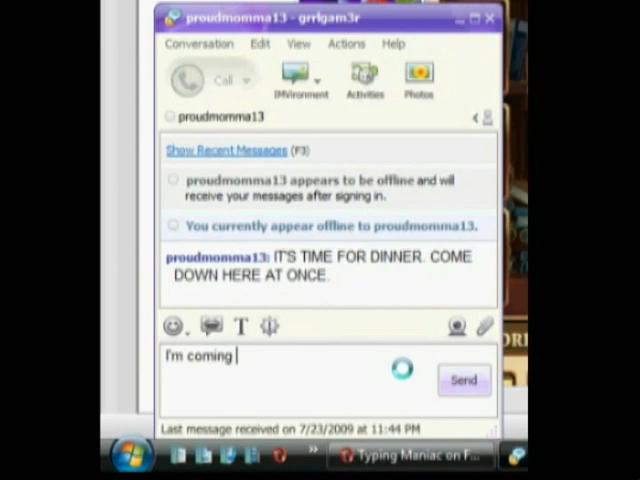 proudmomma13 - grrlgam3r
Conversation Edit View Actions Help
Call
IMVironment Activities Photos
proudmomma13
Show Recent Messages (F3)
proudmomma13 appears to be offline and will
receive your messages after signing in.
You currently appear offline to proudmomma13.
proudmomma13: IT'S TIME FOR DINNER. COME
DOWN HERE AT ONCE.
T
I'm coming
Send
Last message received on 7/23/2009 at 11:44 PM
Typing Maniac on F...